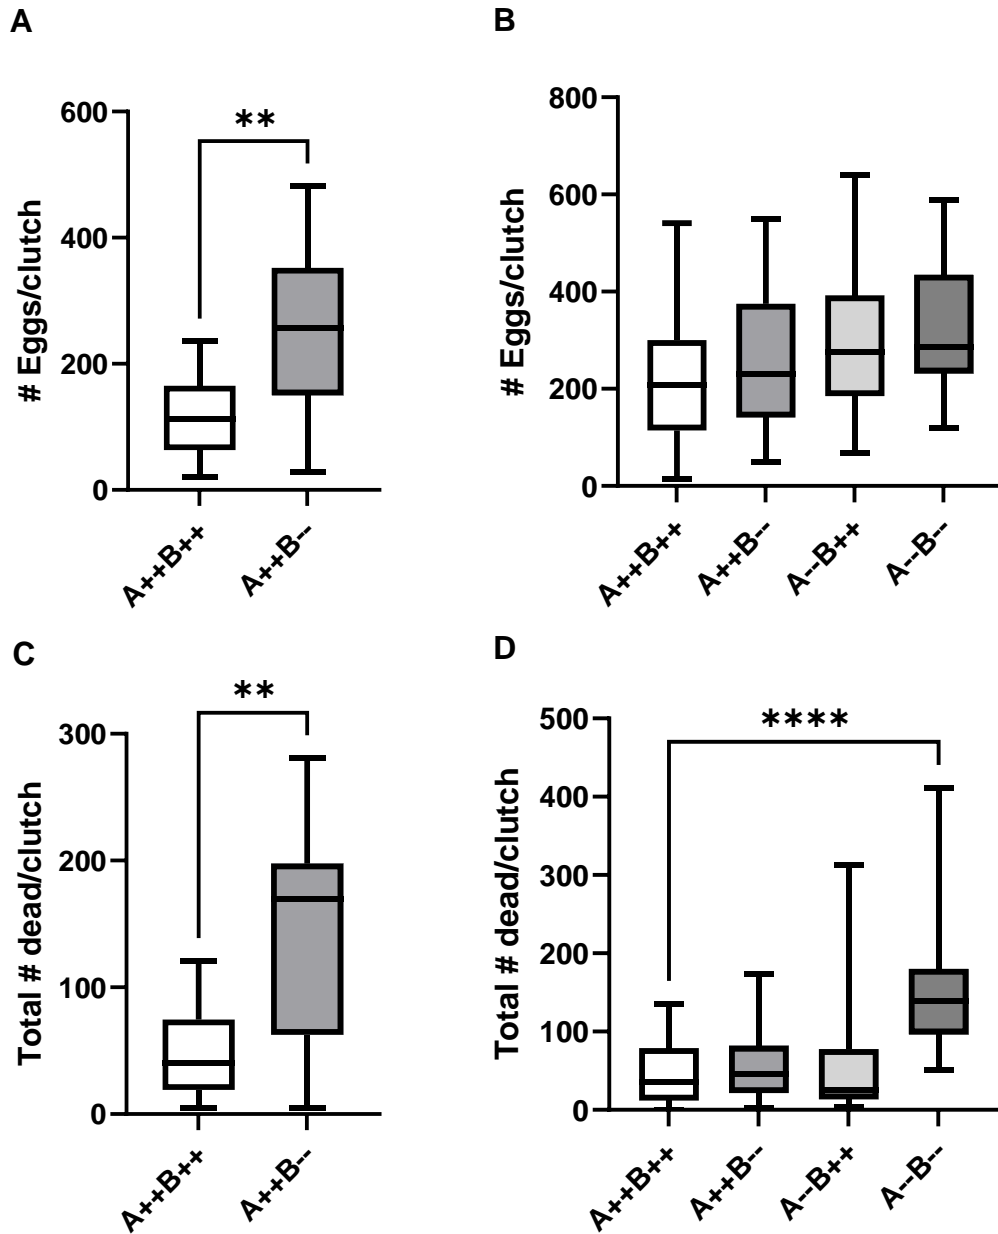 A
# Eggs/clutch
600
400
200
0
**
A++B++
A++B--
B
# Eggs/clutch
800
600
400
200
0
A++B++
A++B--
A--B++
A--B--
C
Total # dead/clutch
300
200
100
0
**
A++B++
A++B--
D
Total # dead/clutch
500
400
300
200
100
0
****
A++B++
A++B--
A--B++
A--B--